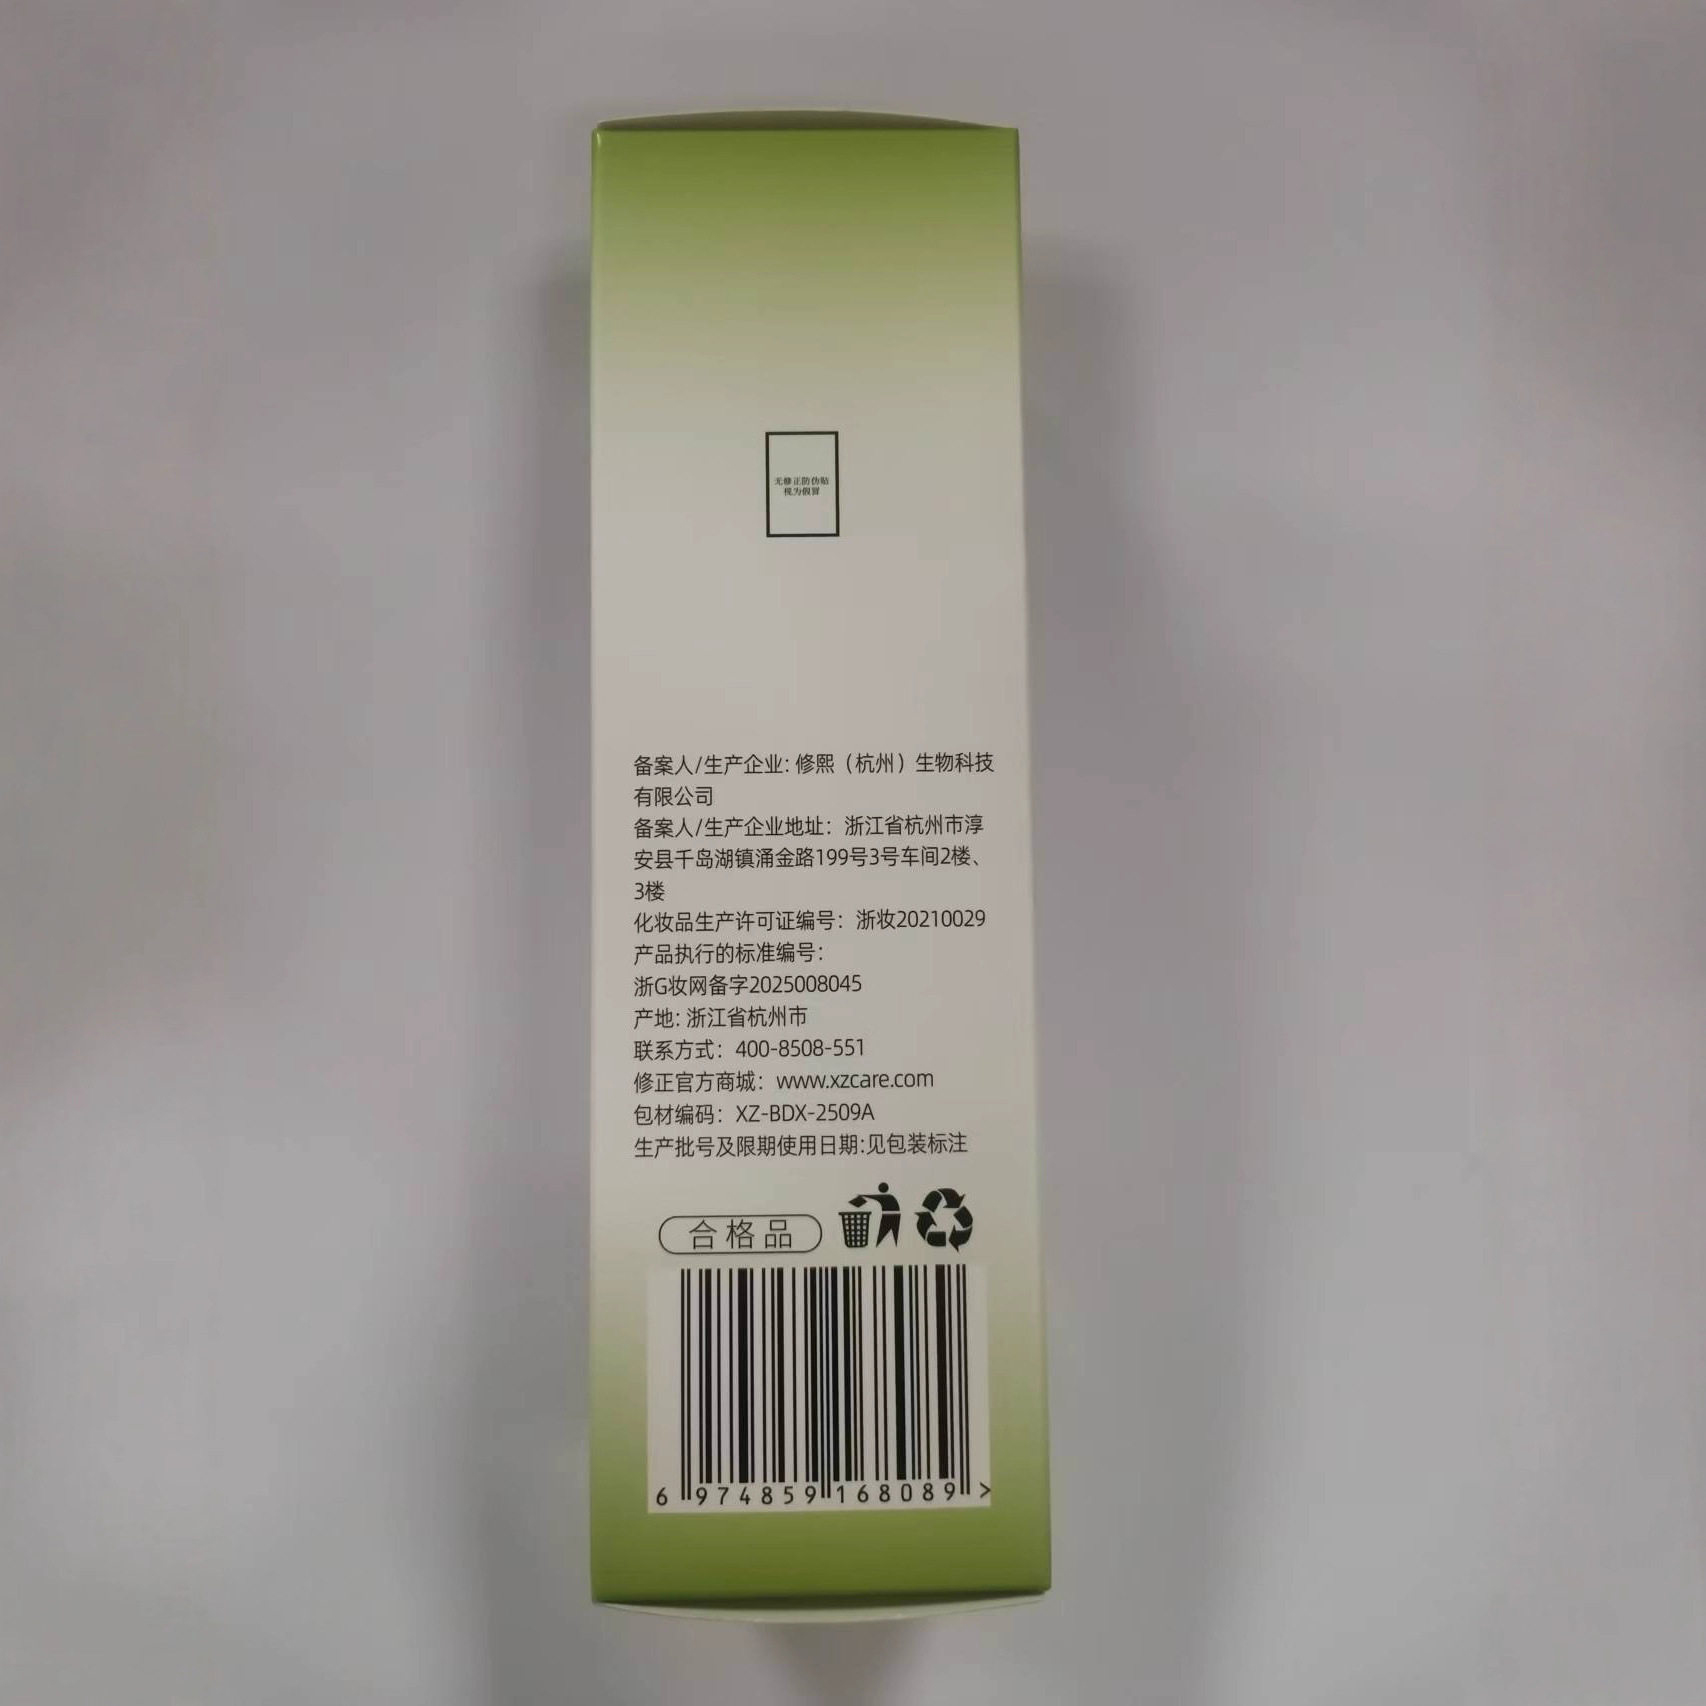 无修正防伪贴
视为假冒
备案人/生产企业: 修熙（杭州）生物科技
有限公司
备案人/生产企业地址：浙江省杭州市淳
安县千岛湖镇涌金路199号3号车间2楼、
3楼
化妆品生产许可证编号：浙妆20210029
产品执行的标准编号：
浙G妆网备字2025008045
产地: 浙江省杭州市
联系方式：400-8508-551
修正官方商城：www.xzcare.com
包材编码：XZ-BDX-2509A
生产批号及限期使用日期:见包装标注
合格品
6 974859 168089 >